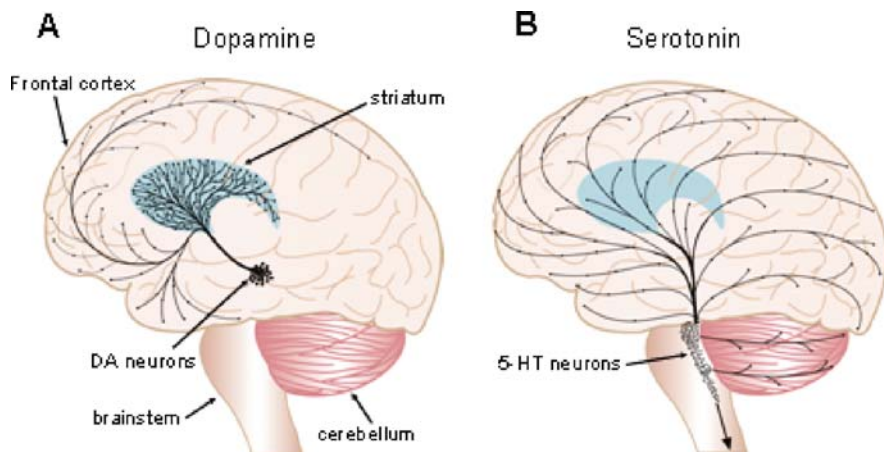 A
Dopamine
Frontal cortex
striatum
DA neurons
brainstem
cerebellum
B
Serotonin
5-HT neurons